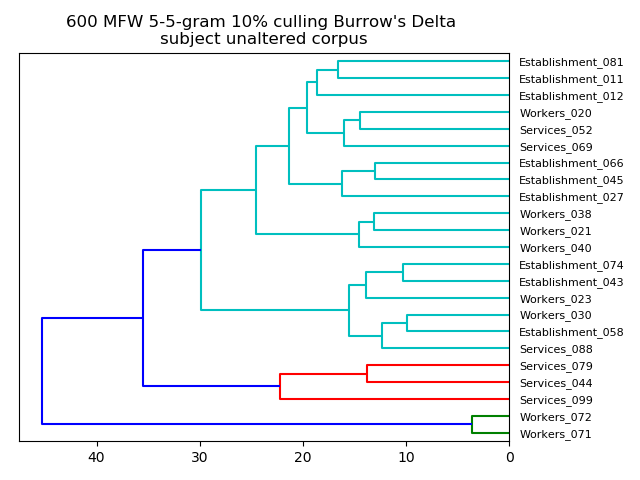 600 MFW 5-5-gram 10% culling Burrow's Delta
subject unaltered corpus
Establishment_081
Establishment_011
Establishment_012
Workers_020
Services_052
Services_069
Establishment_066
Establishment_045
Establishment_027
Workers_038
Workers_021
Workers_040
Establishment_074
Establishment_043
Workers_023
Workers_030
Establishment_058
Services_088
Services_079
Services_044
Services_099
Workers_072
Workers_071
40 30 20 10 0